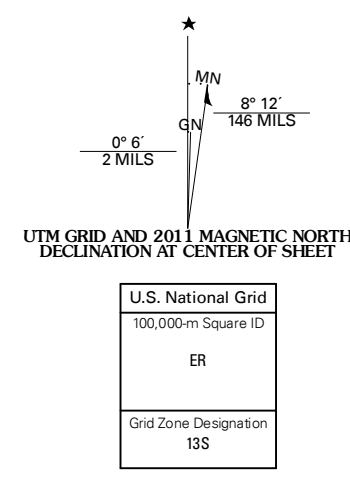 MN
GN
8° 12´
146 MILS
0° 6´
2 MILS
UTM GRID AND 2011 MAGNETIC NORTH
DECLINATION AT CENTER OF SHEET
U.S. National Grid
100,000-m Square ID
ER
Grid Zone Designation
13S